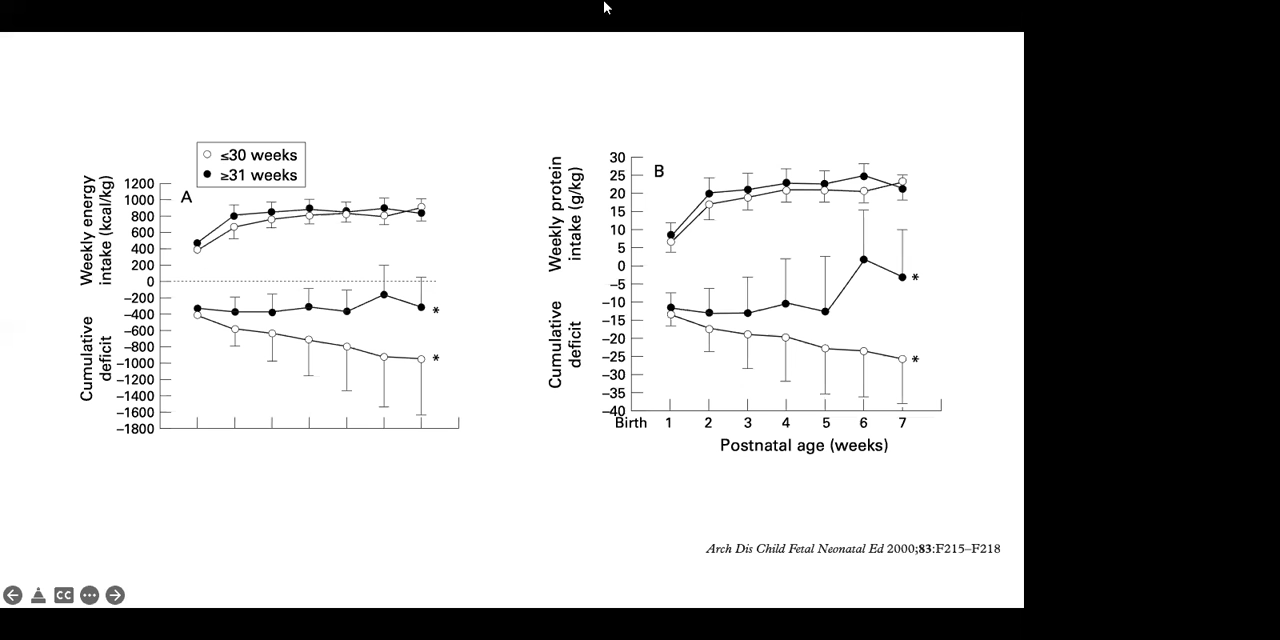 ≤30 weeks
≥31 weeks
A
Weekly energy
intake (kcal/kg)
Cumulative
deficit
1200
1000
800
600
400
200
0
−200
−400
−600
−800
−1000
−1200
−1400
−1600
−1800
*
*
B
Weekly protein
intake (g/kg)
Cumulative
deficit
30
25
20
15
10
5
0
−5
−10
−15
−20
−25
−30
−35
−40
*
*
Birth 1 2 3 4 5 6 7
Postnatal age (weeks)
Arch Dis Child Fetal Neonatal Ed 2000;83:F215–F218
CC